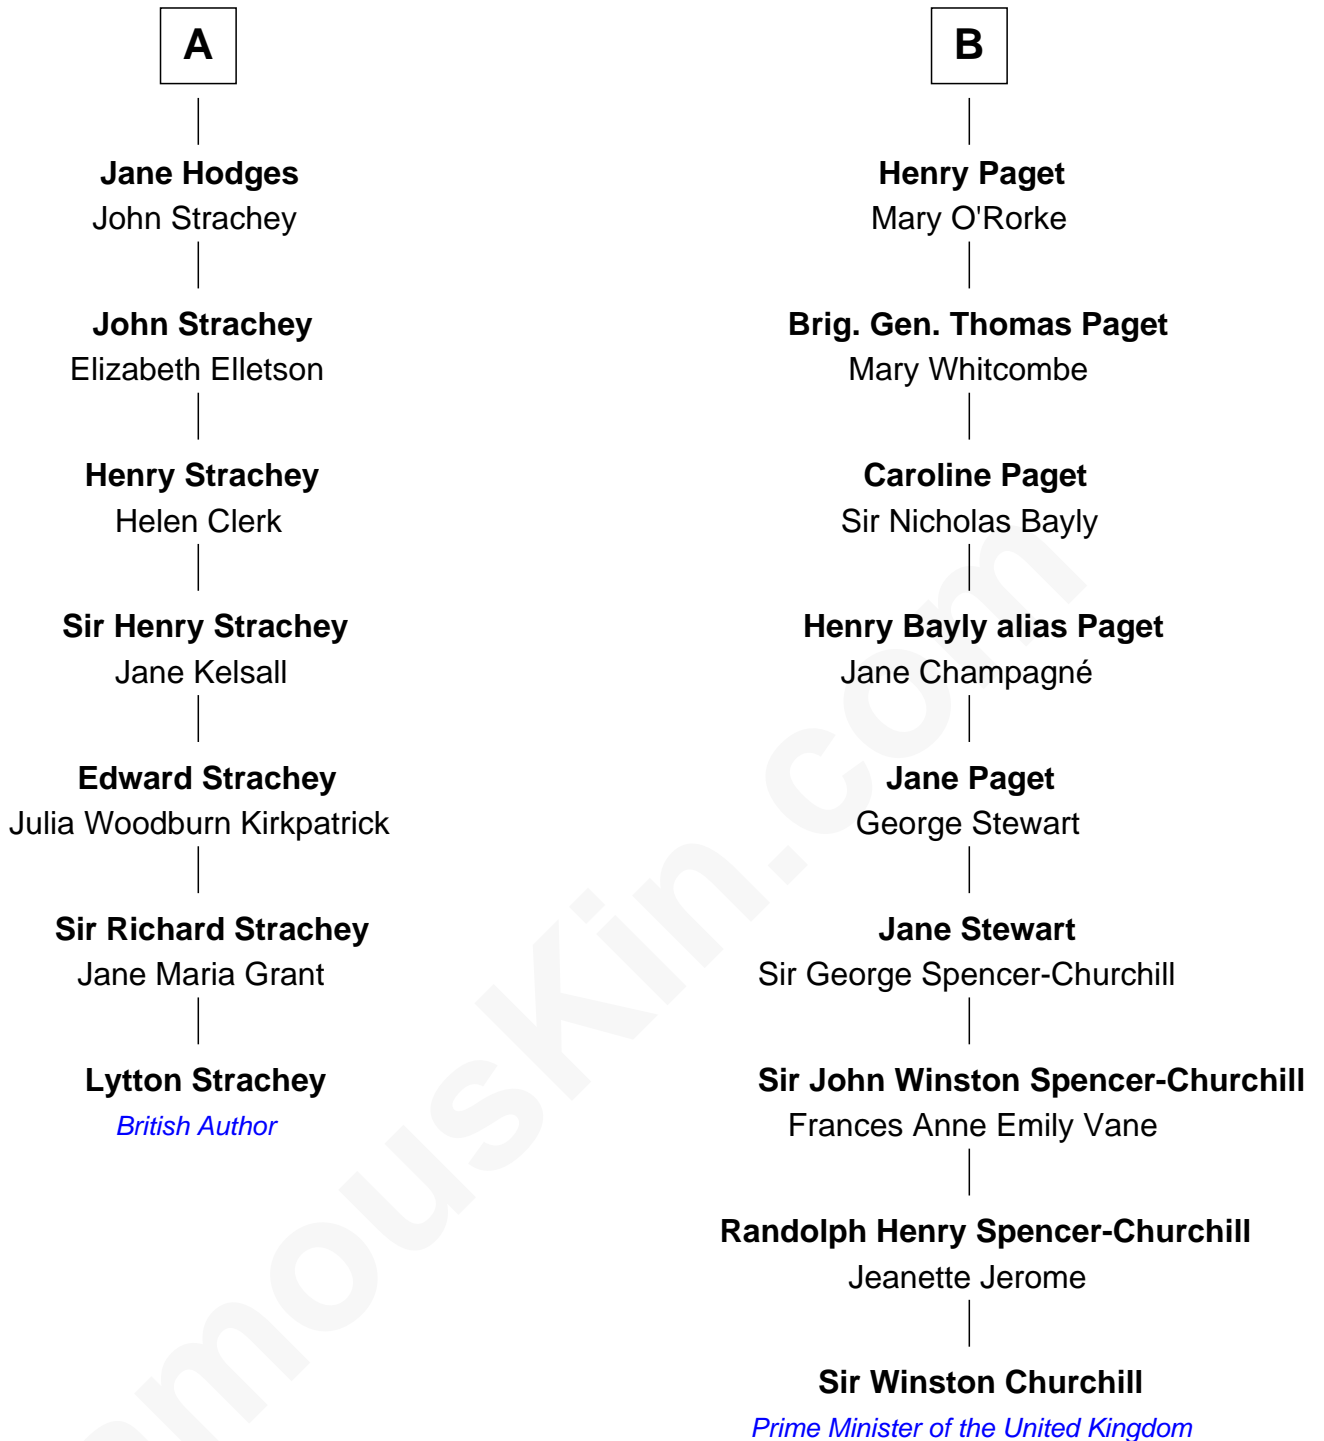 A
Jane Hodges
John Strachey
John Strachey
Elizabeth Elletson
Henry Strachey
Helen Clerk
Sir Henry Strachey
Jane Kelsall
Edward Strachey
Julia Woodburn Kirkpatrick
Sir Richard Strachey
Jane Maria Grant
Lytton Strachey
British Author
B
Henry Paget
Mary O'Rorke
Brig. Gen. Thomas Paget
Mary Whitcombe
Caroline Paget
Sir Nicholas Bayly
Henry Bayly alias Paget
Jane Champagné
Jane Paget
George Stewart
Jane Stewart
Sir George Spencer-Churchill
Sir John Winston Spencer-Churchill
Frances Anne Emily Vane
Randolph Henry Spencer-Churchill
Jeanette Jerome
Sir Winston Churchill
Prime Minister of the United Kingdom
amouskin.com